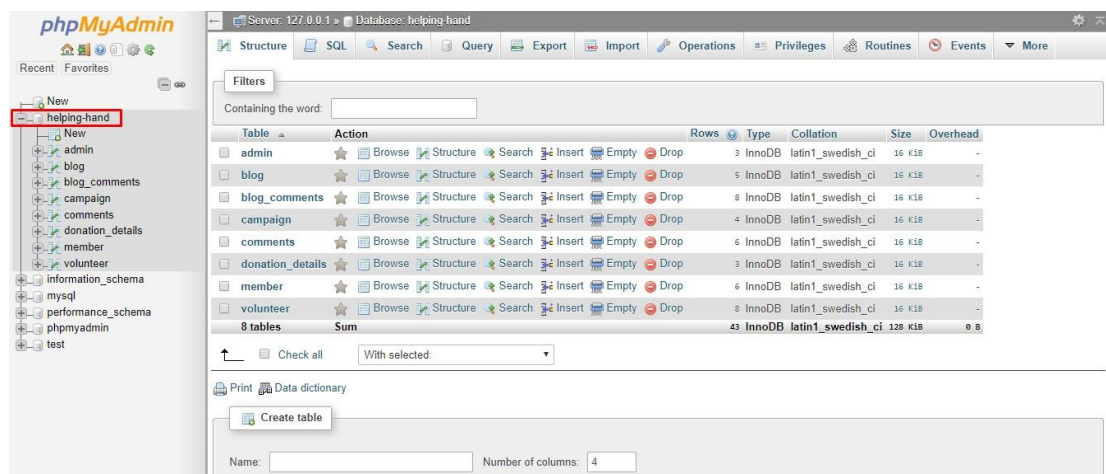 phpMyAdmin
Recent Favorites
New
helping-hand
New
admin
blog
blog_comments
campaign
comments
donation_details
member
volunteer
information_schema
mysql
performance_schema
phpmyadmin
test
Server: 127.0.0.1 » Database: helping-hand
Structure SQL Search Query Export Import Operations Privileges Routines Events More
Filters
Containing the word:
Table Action Rows Type Collation Size Overhead
admin Browse Structure Search Insert Empty Drop 3 InnoDB latin1_swedish_ci 16 KiB -
blog Browse Structure Search Insert Empty Drop 5 InnoDB latin1_swedish_ci 16 KiB -
blog_comments Browse Structure Search Insert Empty Drop 8 InnoDB latin1_swedish_ci 16 KiB -
campaign Browse Structure Search Insert Empty Drop 4 InnoDB latin1_swedish_ci 16 KiB -
comments Browse Structure Search Insert Empty Drop 6 InnoDB latin1_swedish_ci 16 KiB -
donation_details Browse Structure Search Insert Empty Drop 3 InnoDB latin1_swedish_ci 16 KiB -
member Browse Structure Search Insert Empty Drop 6 InnoDB latin1_swedish_ci 16 KiB -
volunteer Browse Structure Search Insert Empty Drop 8 InnoDB latin1_swedish_ci 16 KiB -
8 tables Sum 43 InnoDB latin1_swedish_ci 128 KiB 0 B
Check all With selected:
Print Data dictionary
Create table
Name: Number of columns: 4